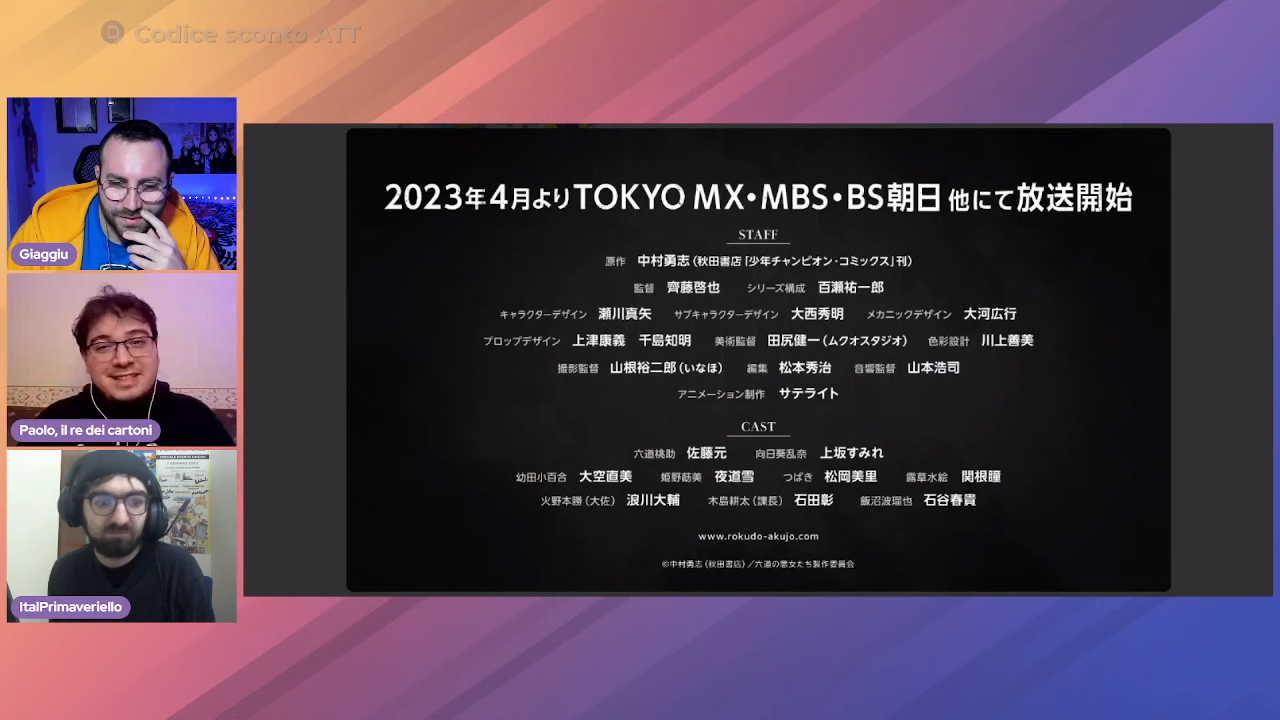 Codice sconto ATT
Giaggiu
Paolo, il re dei cartoni
ItalPrimaveriello
2023年4月よりTOKYO MX・MBS・BS朝日 他にて放送開始
STAFF
原作 中村勇志（秋田書店「少年チャンピオン・コミックス」刊）
監督 齊藤啓也 シリーズ構成 百瀬祐一郎
キャラクターデザイン 瀬川真矢 サブキャラクターデザイン 大西秀明 メカニックデザイン 大河広行
プロップデザイン 上津康義 千島知明 美術監督 田尻健一（ムクオスタジオ） 色彩設計 川上善美
撮影監督 山根裕二郎（いなほ） 編集 松本秀治 音響監督 山本浩司
アニメーション制作 サテライト
CAST
六道桃助 佐藤元 向日葵乱奈 上坂すみれ
幼田小百合 大空直美 姫野莇美 夜道雪 つばき 松岡美里 露草水絵 関根瞳
火野本勝（大佐） 浪川大輔 木島耕太（課長） 石田彰 飯沼波瑠也 石谷春貴
www.rokudo-akujo.com
©中村勇志（秋田書店）／六道の悪女たち製作委員会